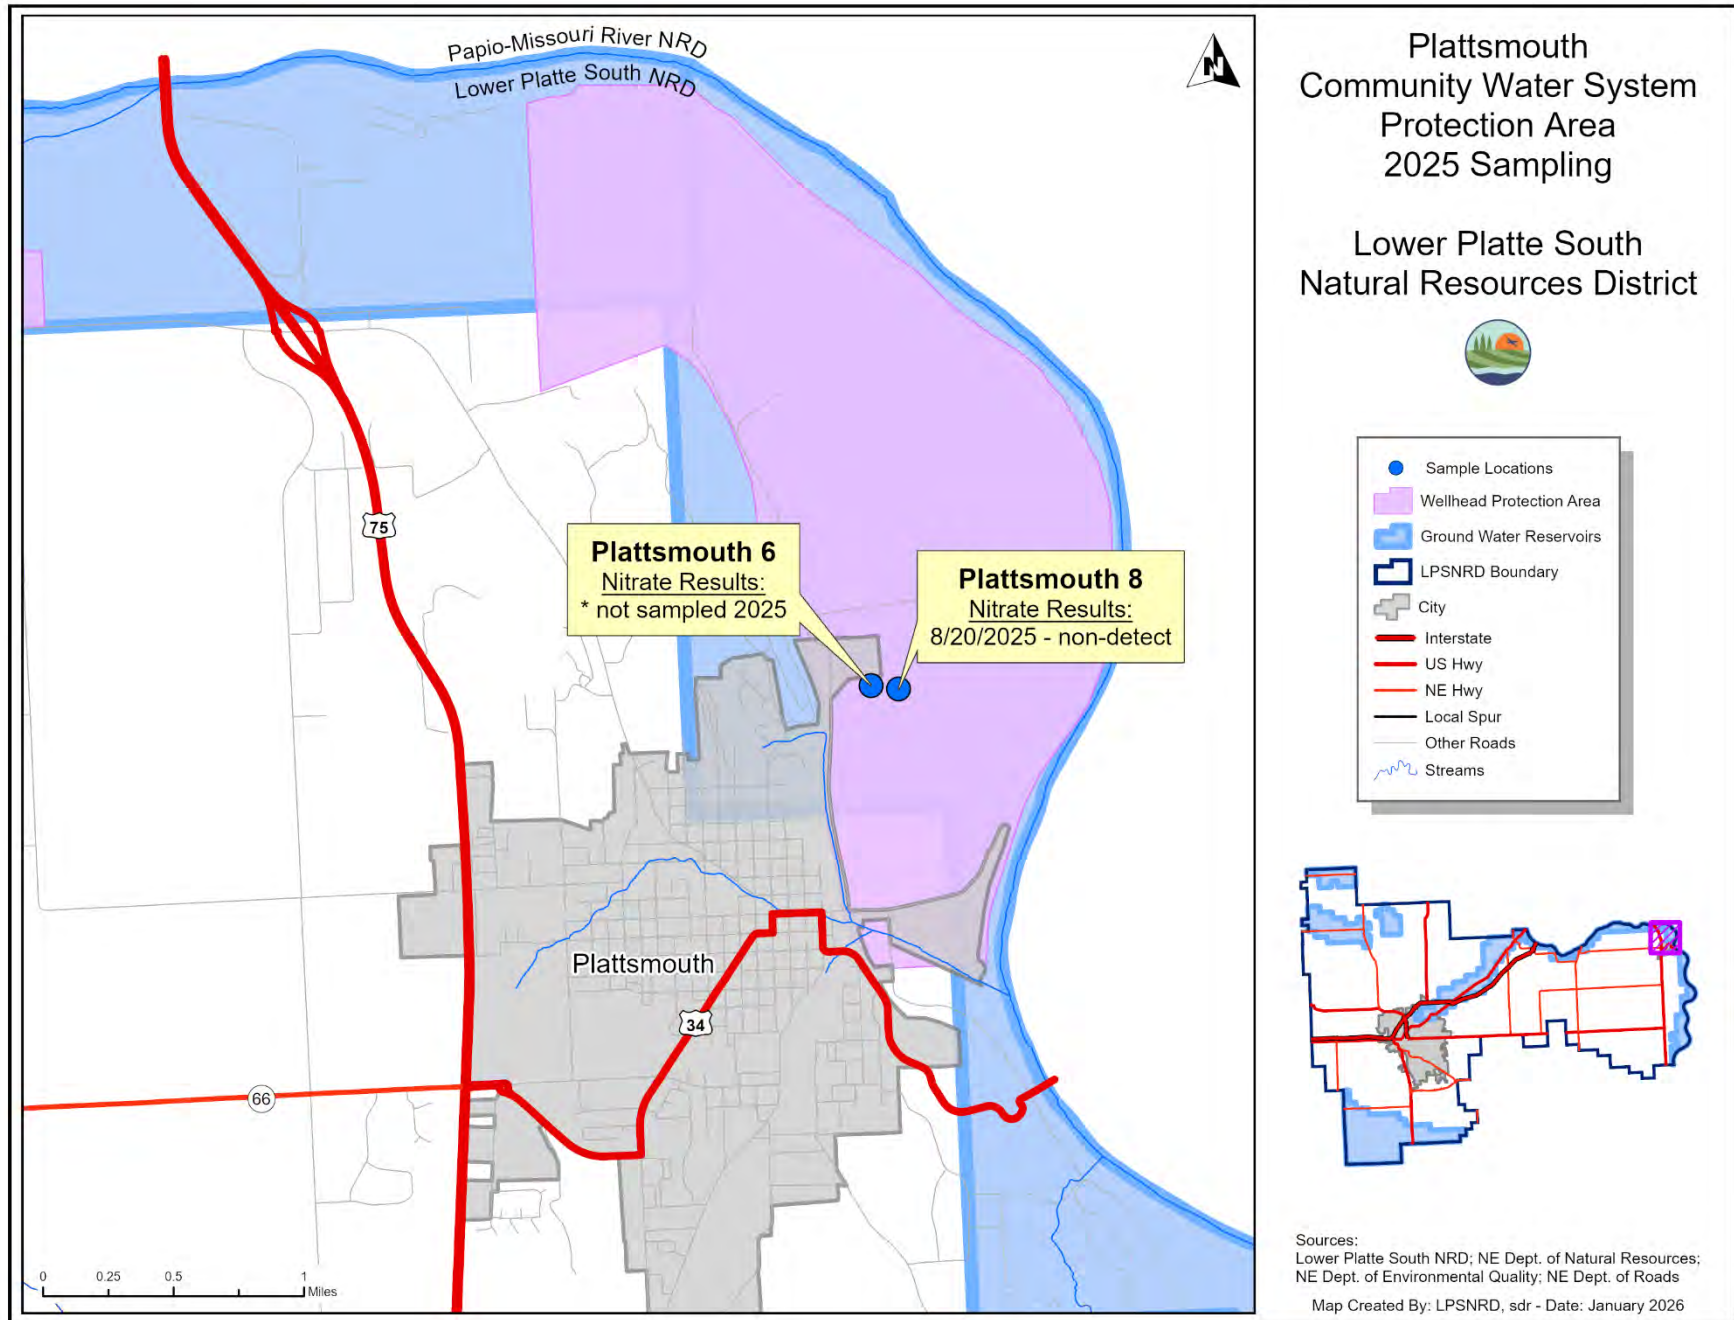 Papio-Missouri River NRD
Lower Platte South NRD
N
75
Plattsmouth 6
Nitrate Results:
* not sampled 2025
Plattsmouth 8
Nitrate Results:
8/20/2025 - non-detect
Plattsmouth
34
66
0 0.25 0.5 1
Miles
Plattsmouth
Community Water System
Protection Area
2025 Sampling
Lower Platte South
Natural Resources District
Sample Locations
Wellhead Protection Area
Ground Water Reservoirs
LPSNRD Boundary
City
Interstate
US Hwy
NE Hwy
Local Spur
Other Roads
Streams
Sources:
Lower Platte South NRD; NE Dept. of Natural Resources;
NE Dept. of Environmental Quality; NE Dept. of Roads
Map Created By: LPSNRD, sdr - Date: January 2026